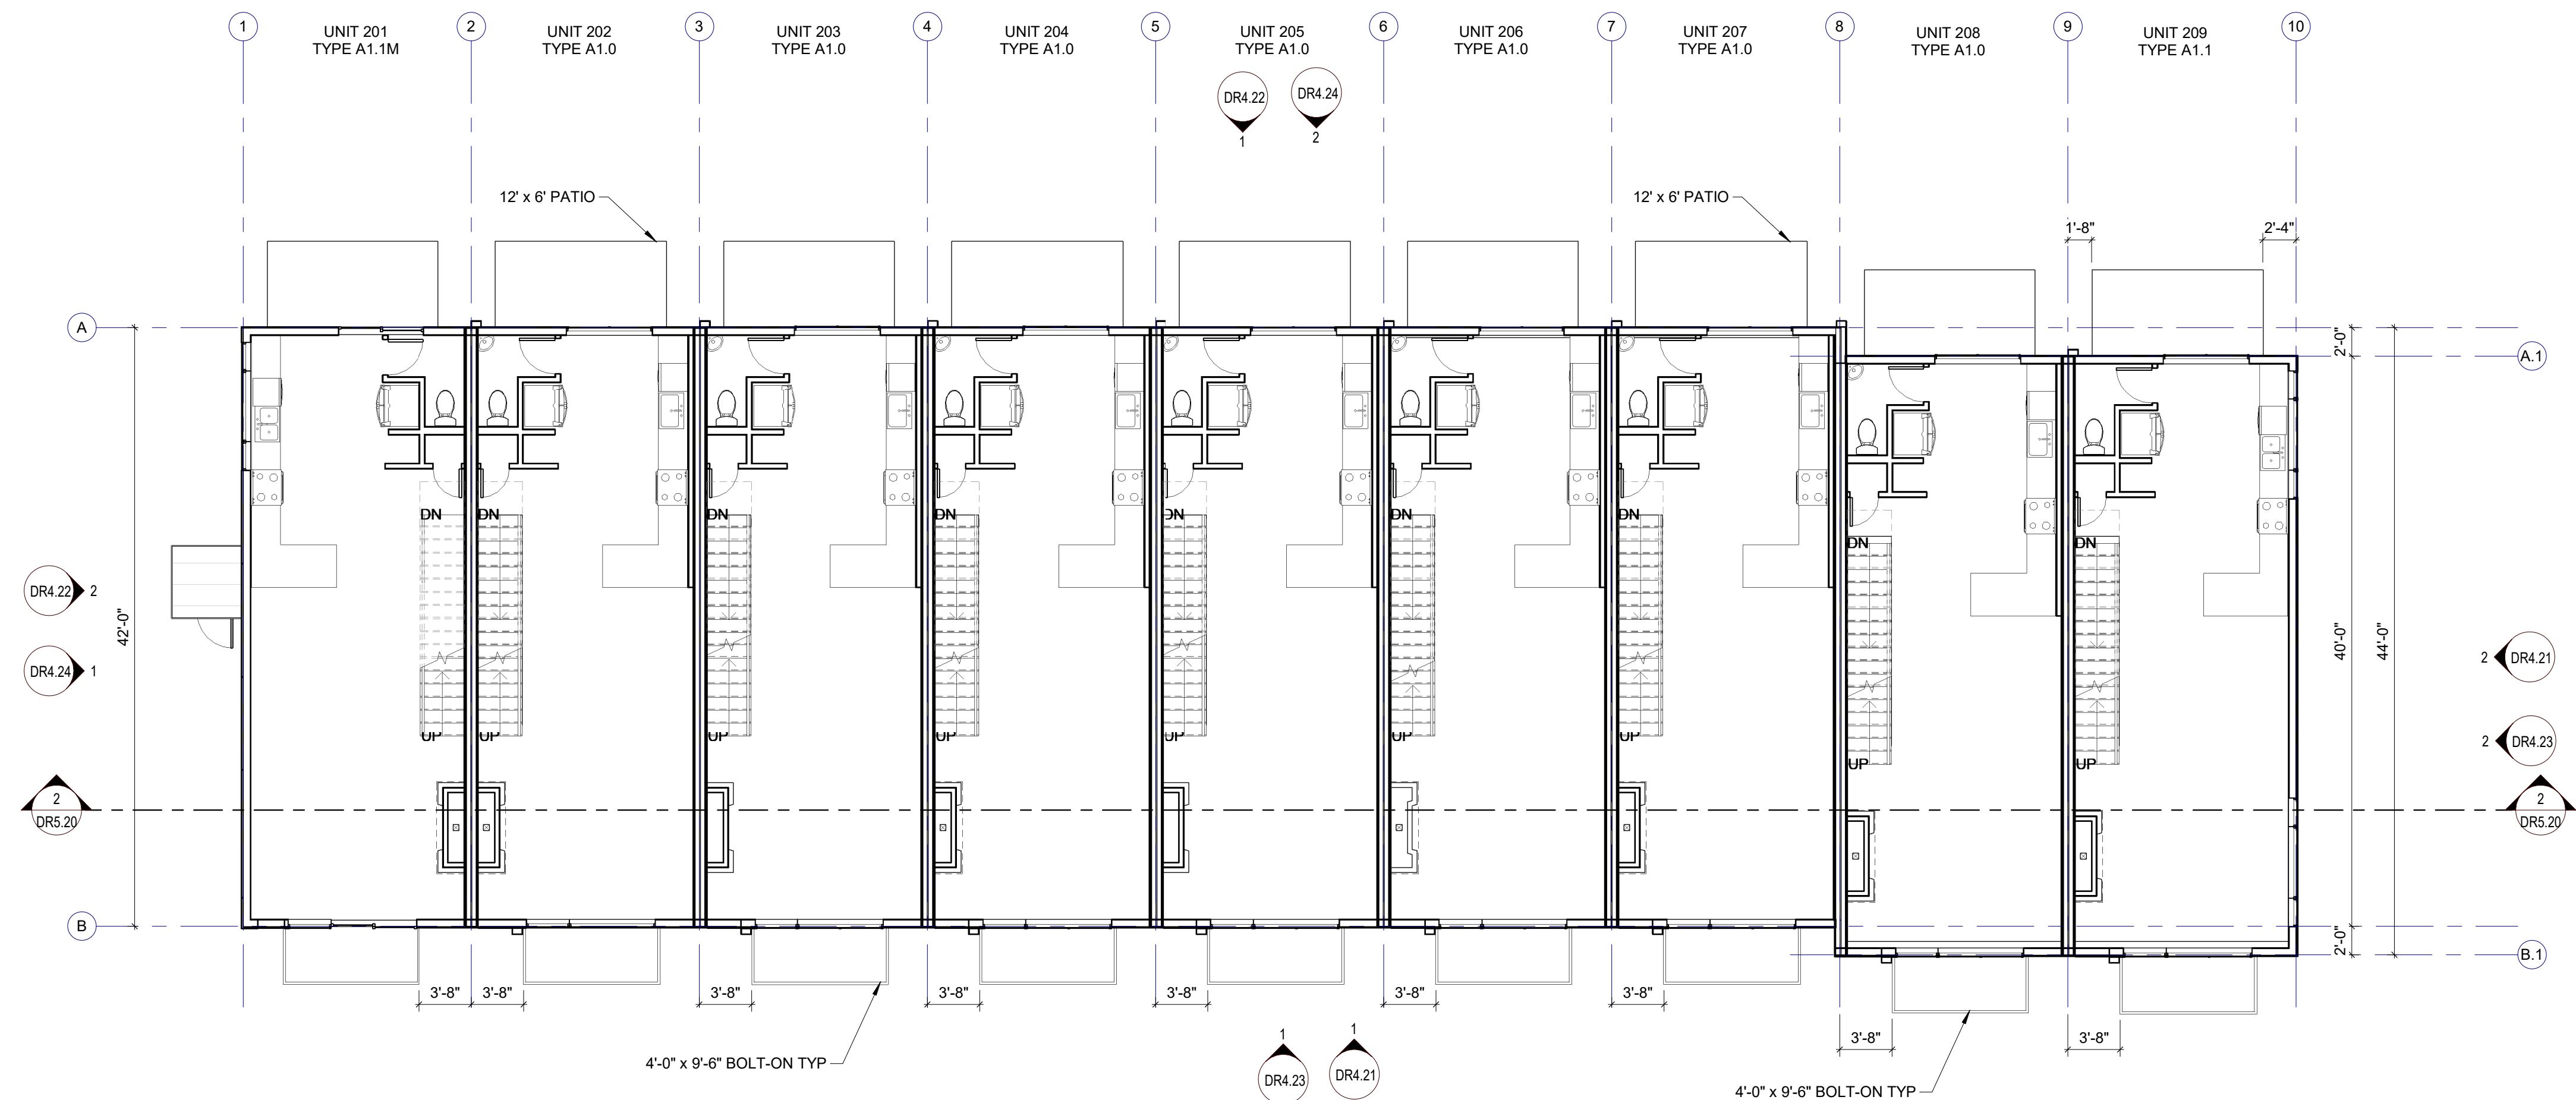 1
UNIT 201
TYPE A1.1M
2
UNIT 202
TYPE A1.0
3
UNIT 203
TYPE A1.0
4
UNIT 204
TYPE A1.0
5
UNIT 205
TYPE A1.0
6
UNIT 206
TYPE A1.0
7
UNIT 207
TYPE A1.0
8
UNIT 208
TYPE A1.0
9
UNIT 209
TYPE A1.1
10
DR4.22
1
DR4.24
2
12' x 6' PATIO
12' x 6' PATIO
1'-8"
2'-4"
A
A.1
2'-0"
DN
DN
DN
DN
DN
DN
DN
DN
DN
DR4.22
2
42'-0"
DR4.24
1
40'-0"
44'-0"
2
DR4.21
2
DR4.23
UP
UP
UP
UP
UP
UP
UP
UP
UP
2
DR5.20
2
DR5.20
B
2'-0"
B.1
3'-8"
3'-8"
3'-8"
3'-8"
3'-8"
3'-8"
3'-8"
3'-8"
3'-8"
4'-0" x 9'-6" BOLT-ON TYP
1
DR4.23
1
DR4.21
4'-0" x 9'-6" BOLT-ON TYP